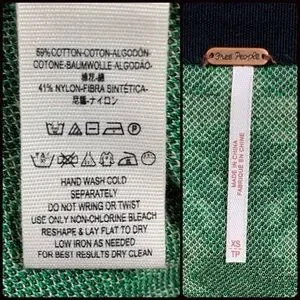 59% COTTON-COTON-ALGODÓN
COTONE-BAUMWOLLE ALGODÃO
棉花-綿
41% NYLON-FIBRA SINTÉTICA-
尼龍-ナイロン
HAND WASH COLD
SEPARATELY
DO NOT WRING OR TWIST
USE ONLY NON-CHLORINE BLEACH
RESHAPE & LAY FLAT TO DRY
LOW IRON AS NEEDED
FOR BEST RESULTS DRY CLEAN
Free People
MADE IN CHINA
FABRIQUÉ EN CHINE
XS
TP